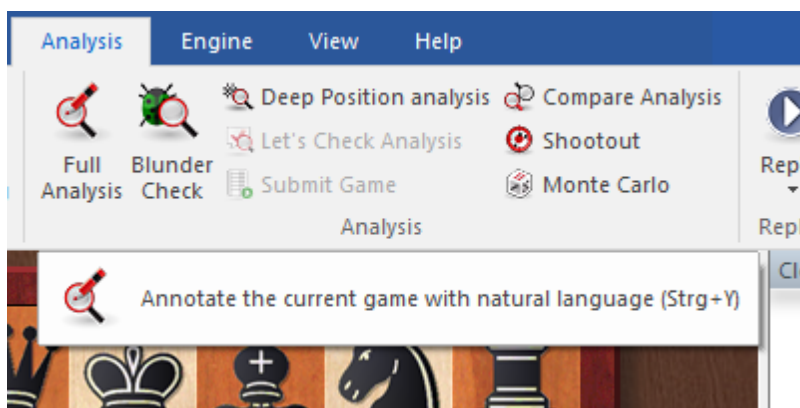 Analysis Engine View Help
Deep Position analysis Compare Analysis
Let's Check Analysis Shootout
Full Blunder
Analysis Check
Submit Game Monte Carlo
Analysis
Annotate the current game with natural language (Strg+Y)